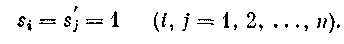 s_i = s'_j = 1 (i, j = 1, 2, ..., n).